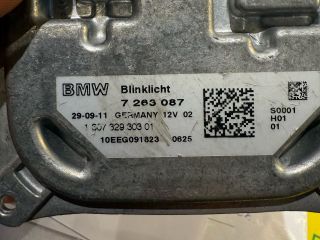 BMW Blinklicht
7 263 087
29-09-11 GERMANY 12V 02
1 307 329 303 01
10EEG091823 0625
S0001
H01
01